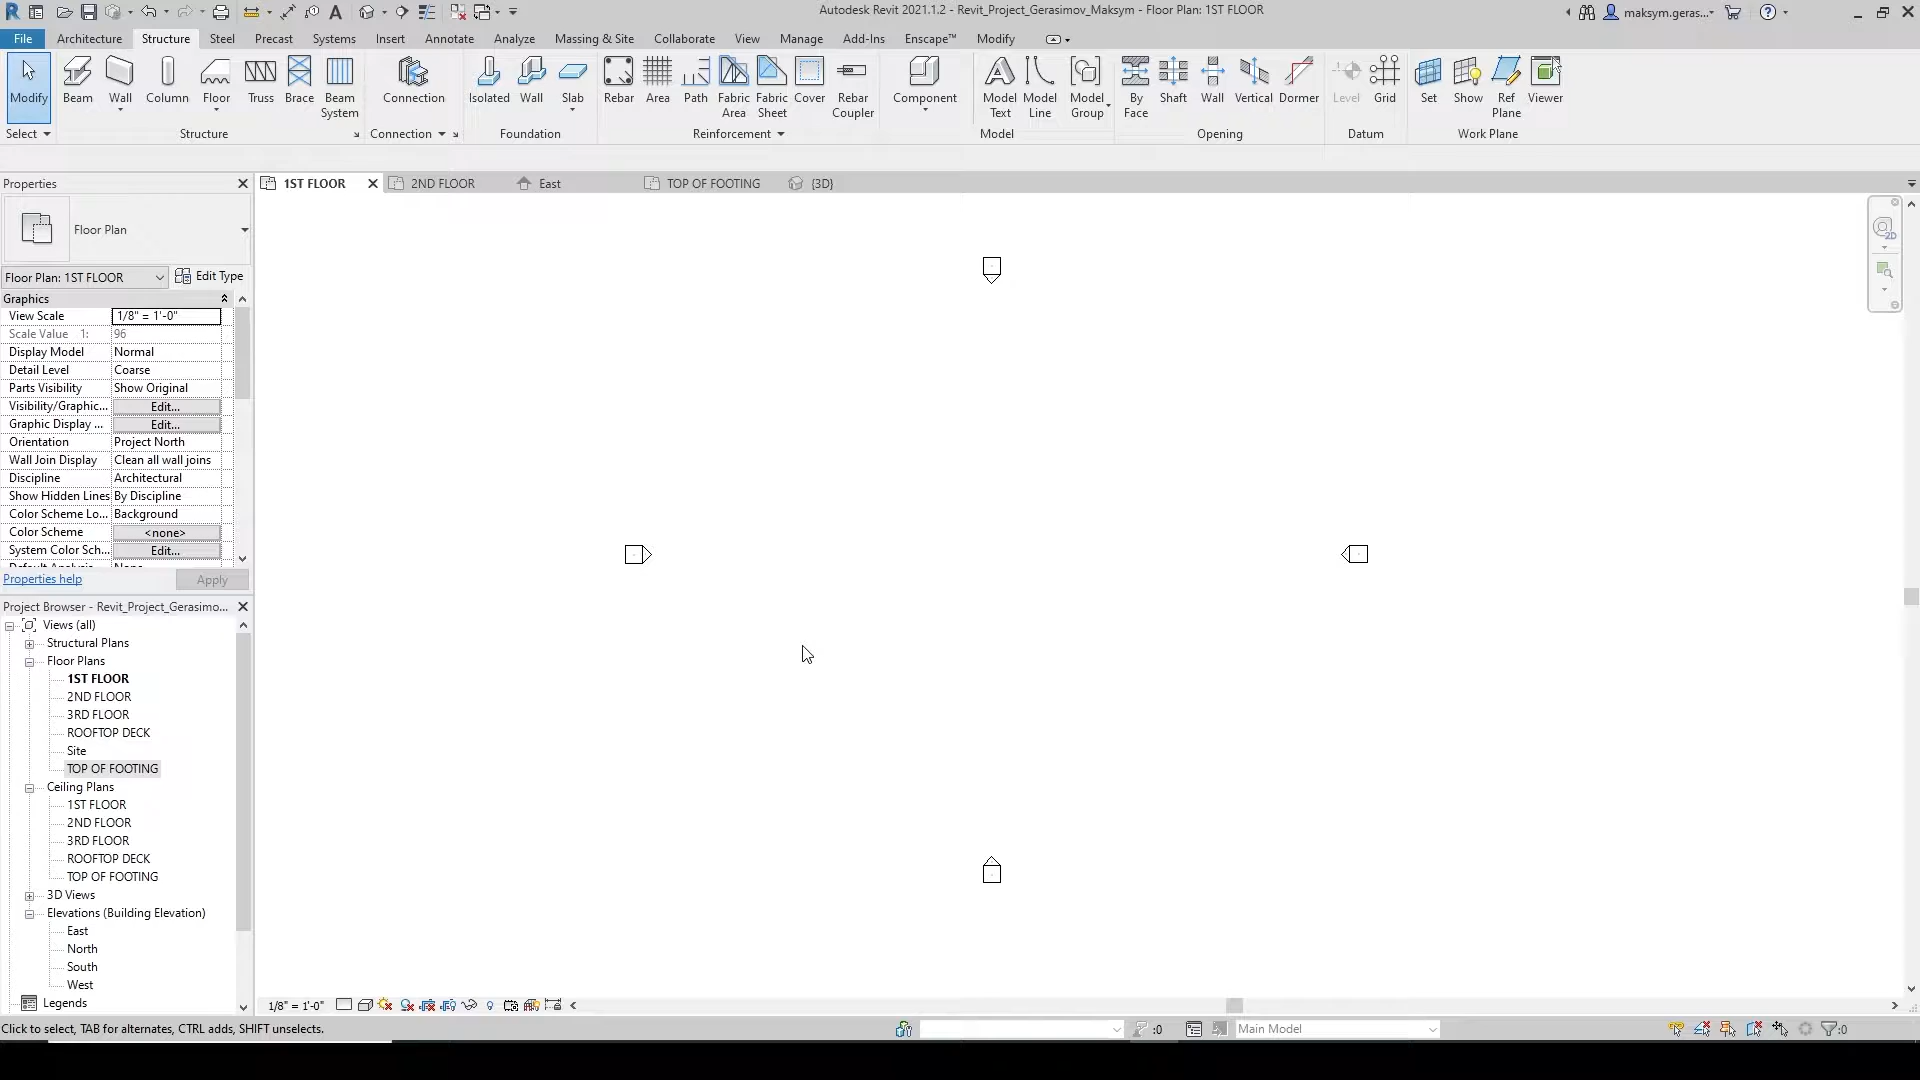 Autodesk Revit 2021.1.2 - Revit_Project_Gerasimov_Maksym - Floor Plan: 1ST FLOOR
maksym.geras...
File Architecture Structure Steel Precast Systems Insert Annotate Analyze Massing & Site Collaborate View Manage Add-Ins Enscape™ Modify
Modify Beam Wall Column Floor Truss Brace Beam System Connection Isolated Wall Slab Rebar Area Path Fabric Area Fabric Sheet Cover Rebar Coupler Component Model Text Model Line Model Group By Face Shaft Wall Vertical Dormer Level Grid Set Show Ref Plane Viewer
Select Structure Connection Foundation Reinforcement Model Opening Datum Work Plane
Properties
1ST FLOOR 2ND FLOOR East TOP OF FOOTING {3D}
Floor Plan
Floor Plan: 1ST FLOOR Edit Type
Graphics
View Scale 1/8" = 1'-0"
Scale Value 1: 96
Display Model Normal
Detail Level Coarse
Parts Visibility Show Original
Visibility/Graphic... Edit...
Graphic Display ... Edit...
Orientation Project North
Wall Join Display Clean all wall joins
Discipline Architectural
Show Hidden Lines By Discipline
Color Scheme Lo... Background
Color Scheme <none>
System Color Sch... Edit...
Properties help Apply
Project Browser - Revit_Project_Gerasimo...
Views (all)
Structural Plans
Floor Plans
1ST FLOOR
2ND FLOOR
3RD FLOOR
ROOFTOP DECK
Site
TOP OF FOOTING
Ceiling Plans
1ST FLOOR
2ND FLOOR
3RD FLOOR
ROOFTOP DECK
TOP OF FOOTING
3D Views
Elevations (Building Elevation)
East
North
South
West
Legends
2D
1/8" = 1'-0"
Click to select, TAB for alternates, CTRL adds, SHIFT unselects.
:0
Main Model
:0